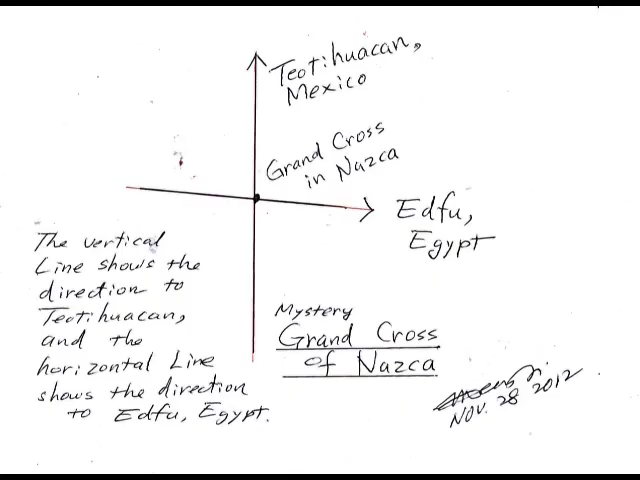 Teotihuacan,
Mexico
Grand Cross
in Nazca
Edfu,
Egypt
The vertical
Line shows the
direction to
Teotihuacan,
and the
horizontal Line
shows the direction
to Edfu, Egypt.
Mystery
Grand Cross
of Nazca
NOV. 28 2012